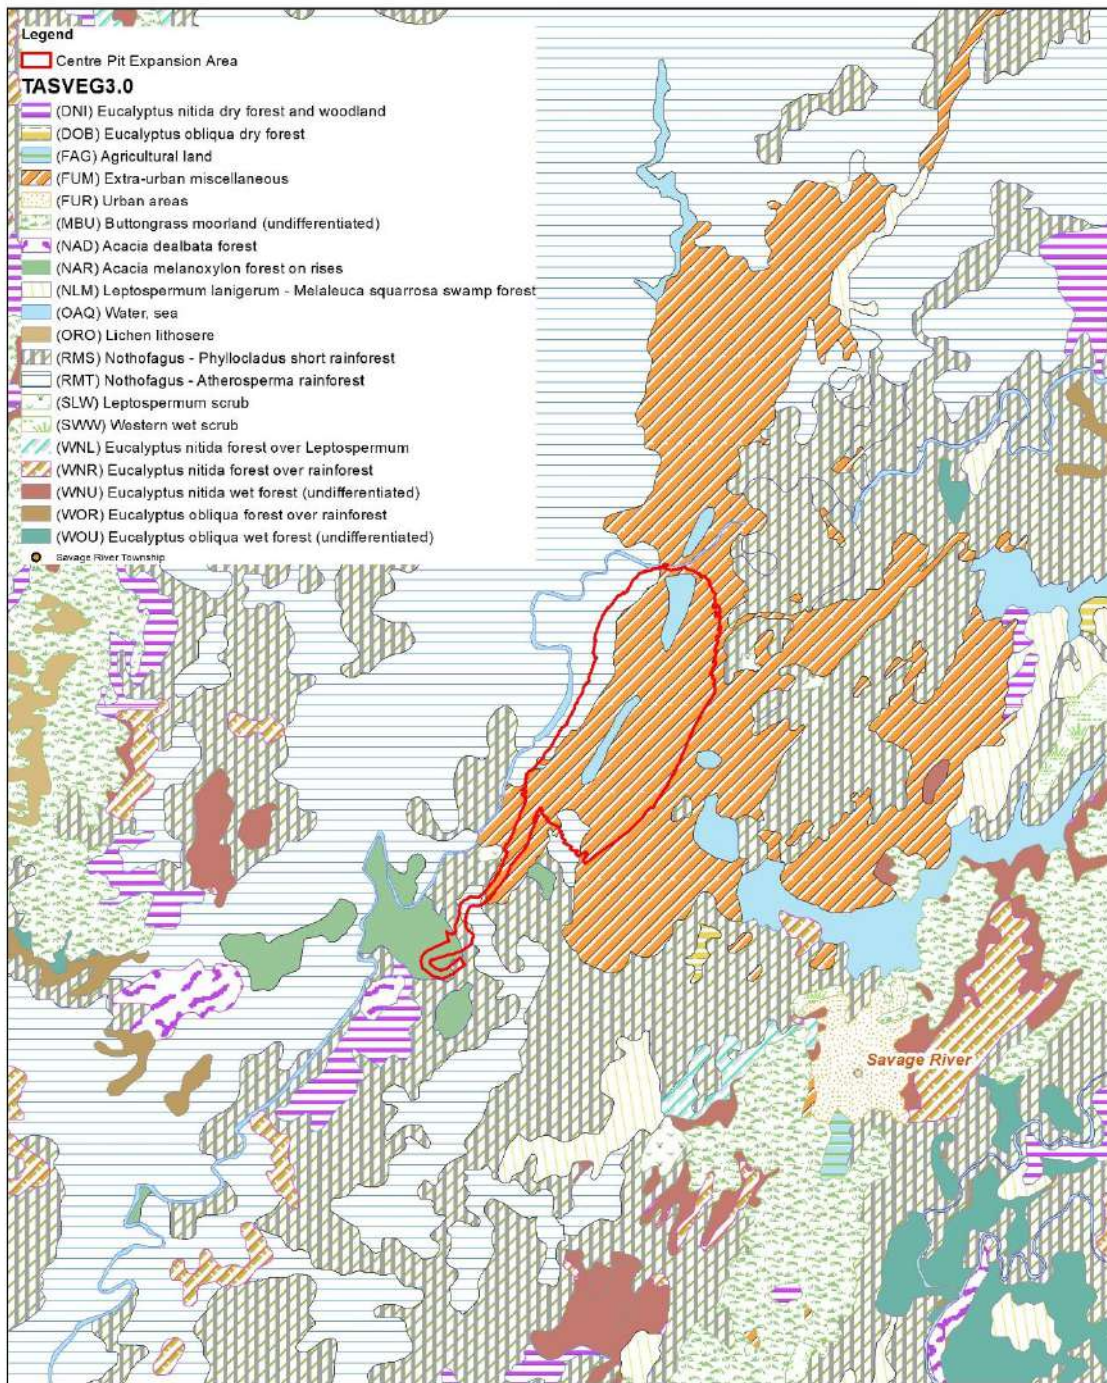 Legend
Centre Pit Expansion Area
TASVEG3.0
(DNI) Eucalyptus nitida dry forest and woodland
(DOB) Eucalyptus obliqua dry forest
(FAG) Agricultural land
(FUM) Extra-urban miscellaneous
(FUR) Urban areas
(MBU) Buttongrass moorland (undifferentiated)
(NAD) Acacia dealbata forest
(NAR) Acacia melanoxylon forest on rises
(NLM) Leptospermum lanigerum - Melaleuca squarrosa swamp forest
(OAQ) Water, sea
(ORO) Lichen lithosere
(RMS) Nothofagus - Phyllocladus short rainforest
(RMT) Nothofagus - Atherosperma rainforest
(SLW) Leptospermum scrub
(SWW) Western wet scrub
(WNL) Eucalyptus nitida forest over Leptospermum
(WNR) Eucalyptus nitida forest over rainforest
(WNU) Eucalyptus nitida wet forest (undifferentiated)
(WOR) Eucalyptus obliqua forest over rainforest
(WOU) Eucalyptus obliqua wet forest (undifferentiated)
Savage River Township
Savage River